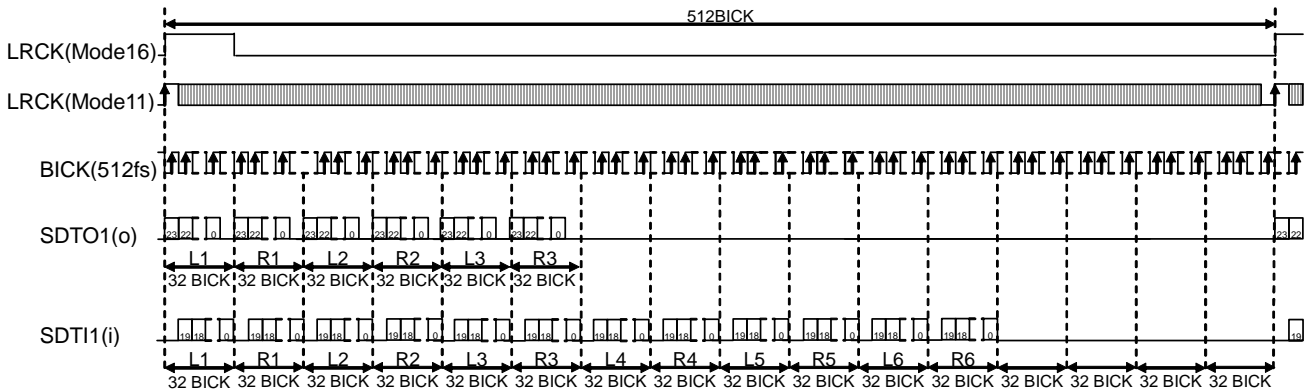 512BICK
LRCK(Mode16)
LRCK(Mode11)
BICK(512fs)
SDTO1(o)
23 22 0 23 22 0 23 22 0 23 22 0 23 22 0 23 22 0 23 22
L1 R1 L2 R2 L3 R3
32 BICK 32 BICK 32 BICK 32 BICK 32 BICK 32 BICK
SDTI1(i)
19 18 0 19 18 0 19 18 0 19 18 0 19 18 0 19 18 0 19 18 0 19 18 0 19 18 0 19 18 0 19 18 0 19 18 0 19
L1 R1 L2 R2 L3 R3 L4 R4 L5 R5 L6 R6
32 BICK 32 BICK 32 BICK 32 BICK 32 BICK 32 BICK 32 BICK 32 BICK 32 BICK 32 BICK 32 BICK 32 BICK 32 BICK 32 BICK 32 BICK 32 BICK